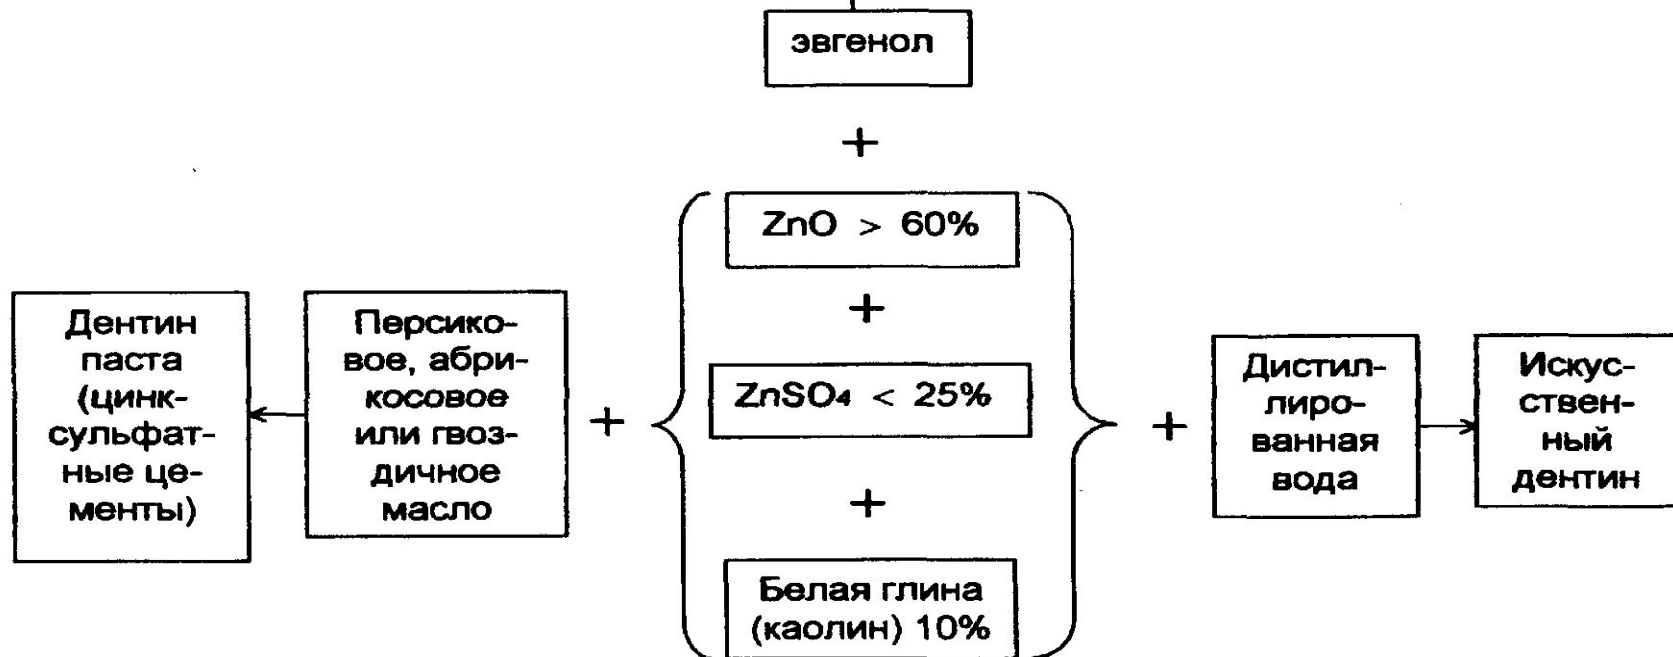 эвгенол
+
ZnO > 60%
+
Дентин
паста
(цинк-
сульфат-
ные це-
менты)
Персико-
вое, абри-
косовое
или гвоз-
дичное
масло
+
ZnSO₄ < 25%
+
Дистил-
лиро-
ванная
вода
Искус-
ствен-
ный
дентин
+
Белая глина
(каолин) 10%